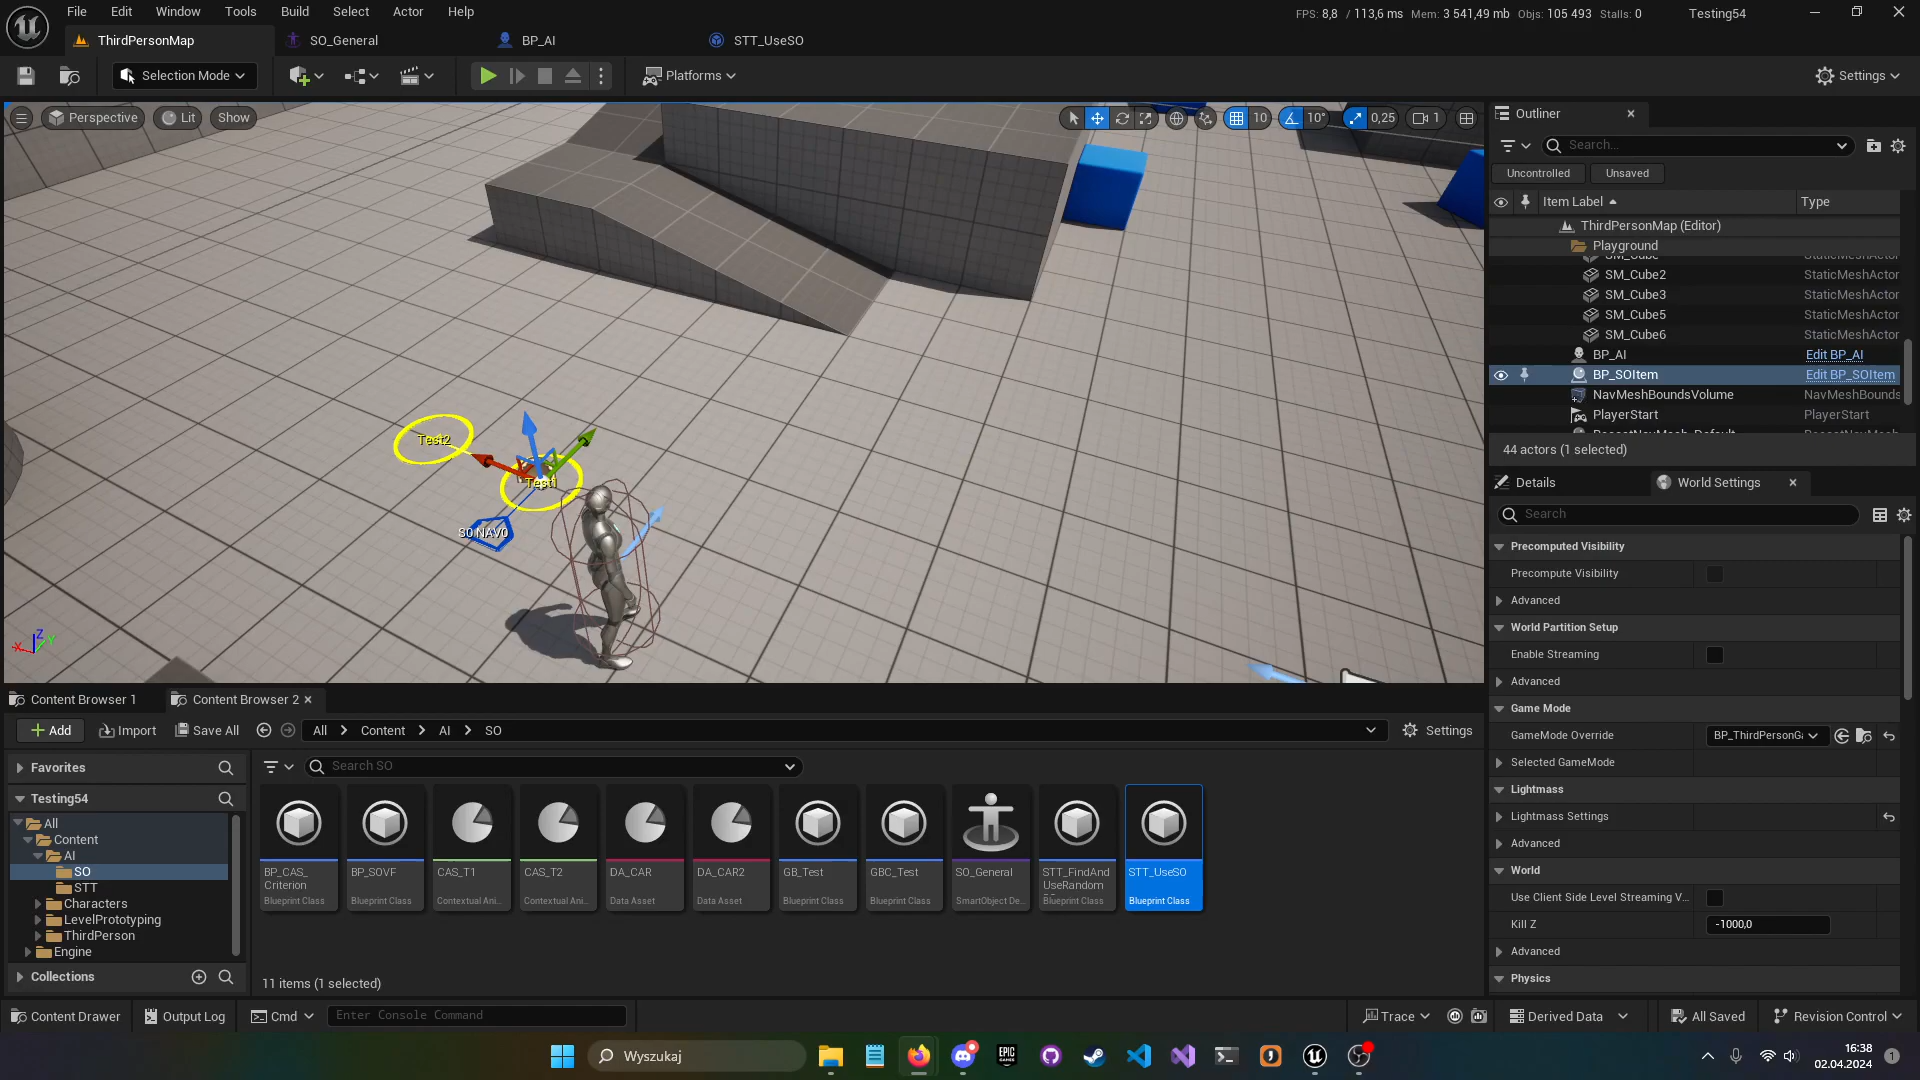 File Edit Window Tools Build Select Actor Help
FPS: 8,8 / 113,6 ms Mem: 3 541,49 mb Objs: 105 493 Stalls: 0 Testing54
ThirdPersonMap SO_General BP_AI STT_UseSO
Selection Mode Platforms Settings
Perspective Lit Show
10 10° 0,25 1
Outliner
Search...
Uncontrolled Unsaved
Item Label Type
ThirdPersonMap (Editor)
Playground
SM_Cube StaticMeshActor
SM_Cube2 StaticMeshActor
SM_Cube3 StaticMeshActor
SM_Cube5 StaticMeshActor
SM_Cube6 StaticMeshActor
BP_AI Edit BP_AI
BP_SOItem Edit BP_SOItem
NavMeshBoundsVolume NavMeshBounds
PlayerStart PlayerStart
44 actors (1 selected)
Test2
Test1
SO NAV0
X Z Y
Details World Settings
Search
Precomputed Visibility
Precompute Visibility
Advanced
World Partition Setup
Enable Streaming
Advanced
Game Mode
GameMode Override BP_ThirdPersonGa
Selected GameMode
Lightmass
Lightmass Settings
Advanced
World
Use Client Side Level Streaming V...
Kill Z -1000,0
Advanced
Physics
Content Browser 1 Content Browser 2
Add Import Save All All Content AI SO Settings
Favorites
Search SO
Testing54
All
Content
AI
SO
STT
Characters
LevelPrototyping
ThirdPerson
Engine
Collections
BP_CAS_
Criterion
Blueprint Class
BP_SOVF
Blueprint Class
CAS_T1
Contextual Ani...
CAS_T2
Contextual Ani...
DA_CAR
Data Asset
DA_CAR2
Data Asset
GB_Test
Blueprint Class
GBC_Test
Blueprint Class
SO_General
SmartObject De...
STT_FindAnd
UseRandom
Blueprint Class
STT_UseSO
Blueprint Class
11 items (1 selected)
Content Drawer Output Log Cmd Enter Console Command Trace Derived Data All Saved Revision Control
Wyszukaj
EPIC GAMES
16:38
02.04.2024
1